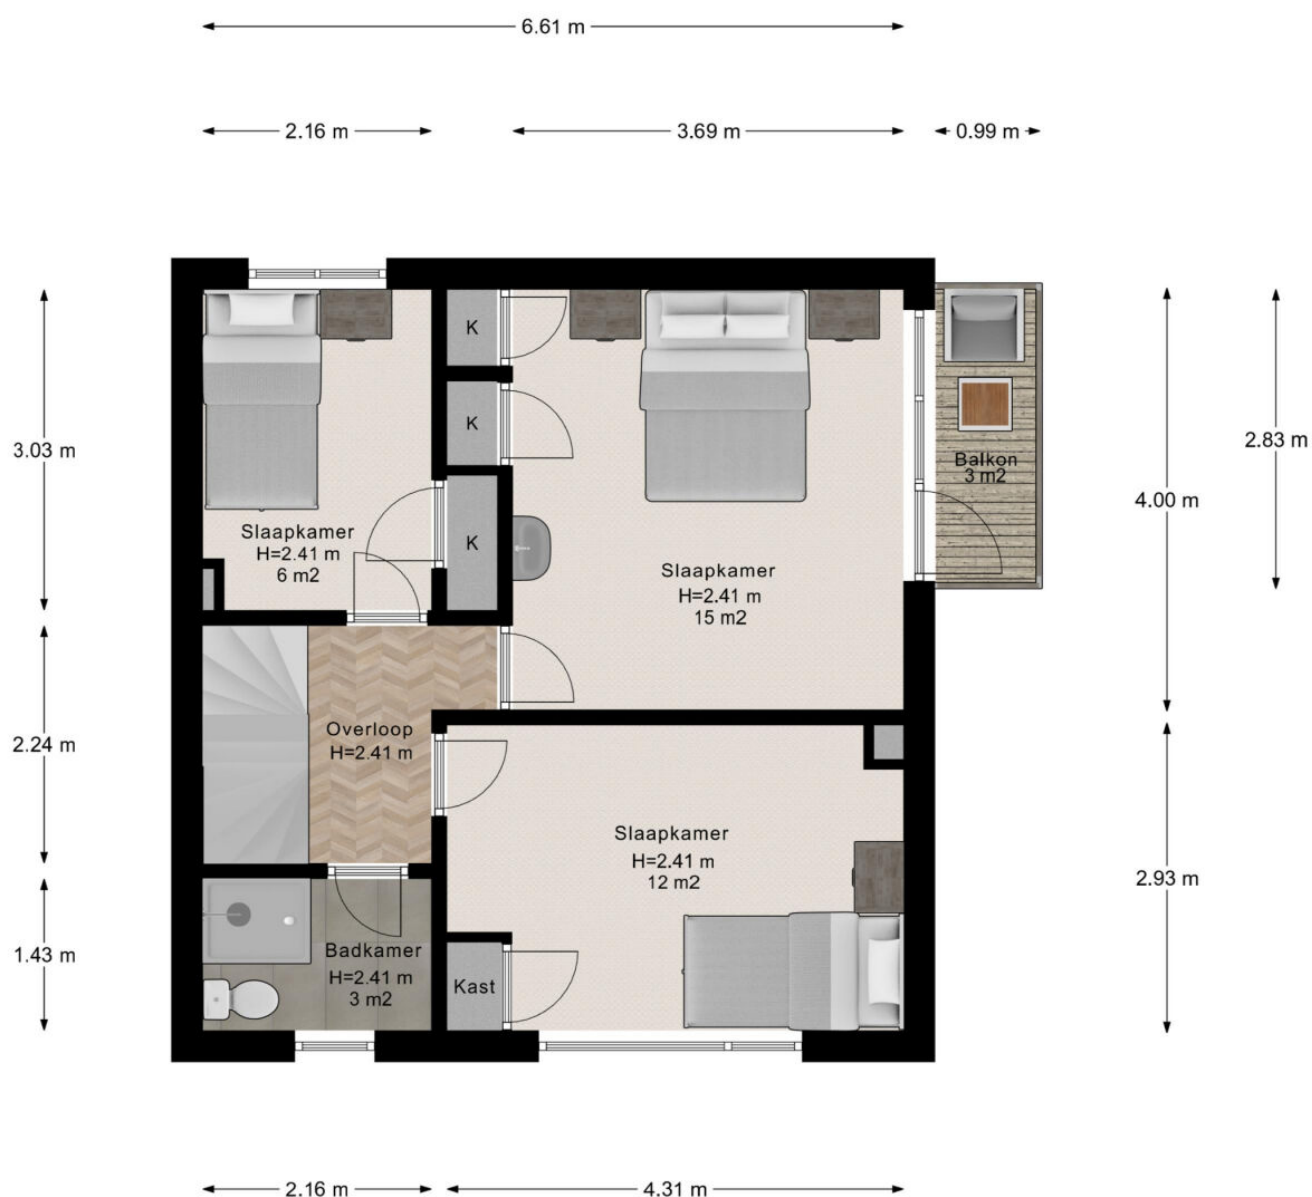 6.61 m
2.16 m
3.69 m
0.99 m
K
K
K
3.03 m
2.83 m
4.00 m
Balkon
3 m2
Slaapkamer
H=2.41 m
6 m2
Slaapkamer
H=2.41 m
15 m2
2.24 m
Overloop
H=2.41 m
Slaapkamer
H=2.41 m
12 m2
2.93 m
1.43 m
Badkamer
H=2.41 m
3 m2
Kast
2.16 m
4.31 m